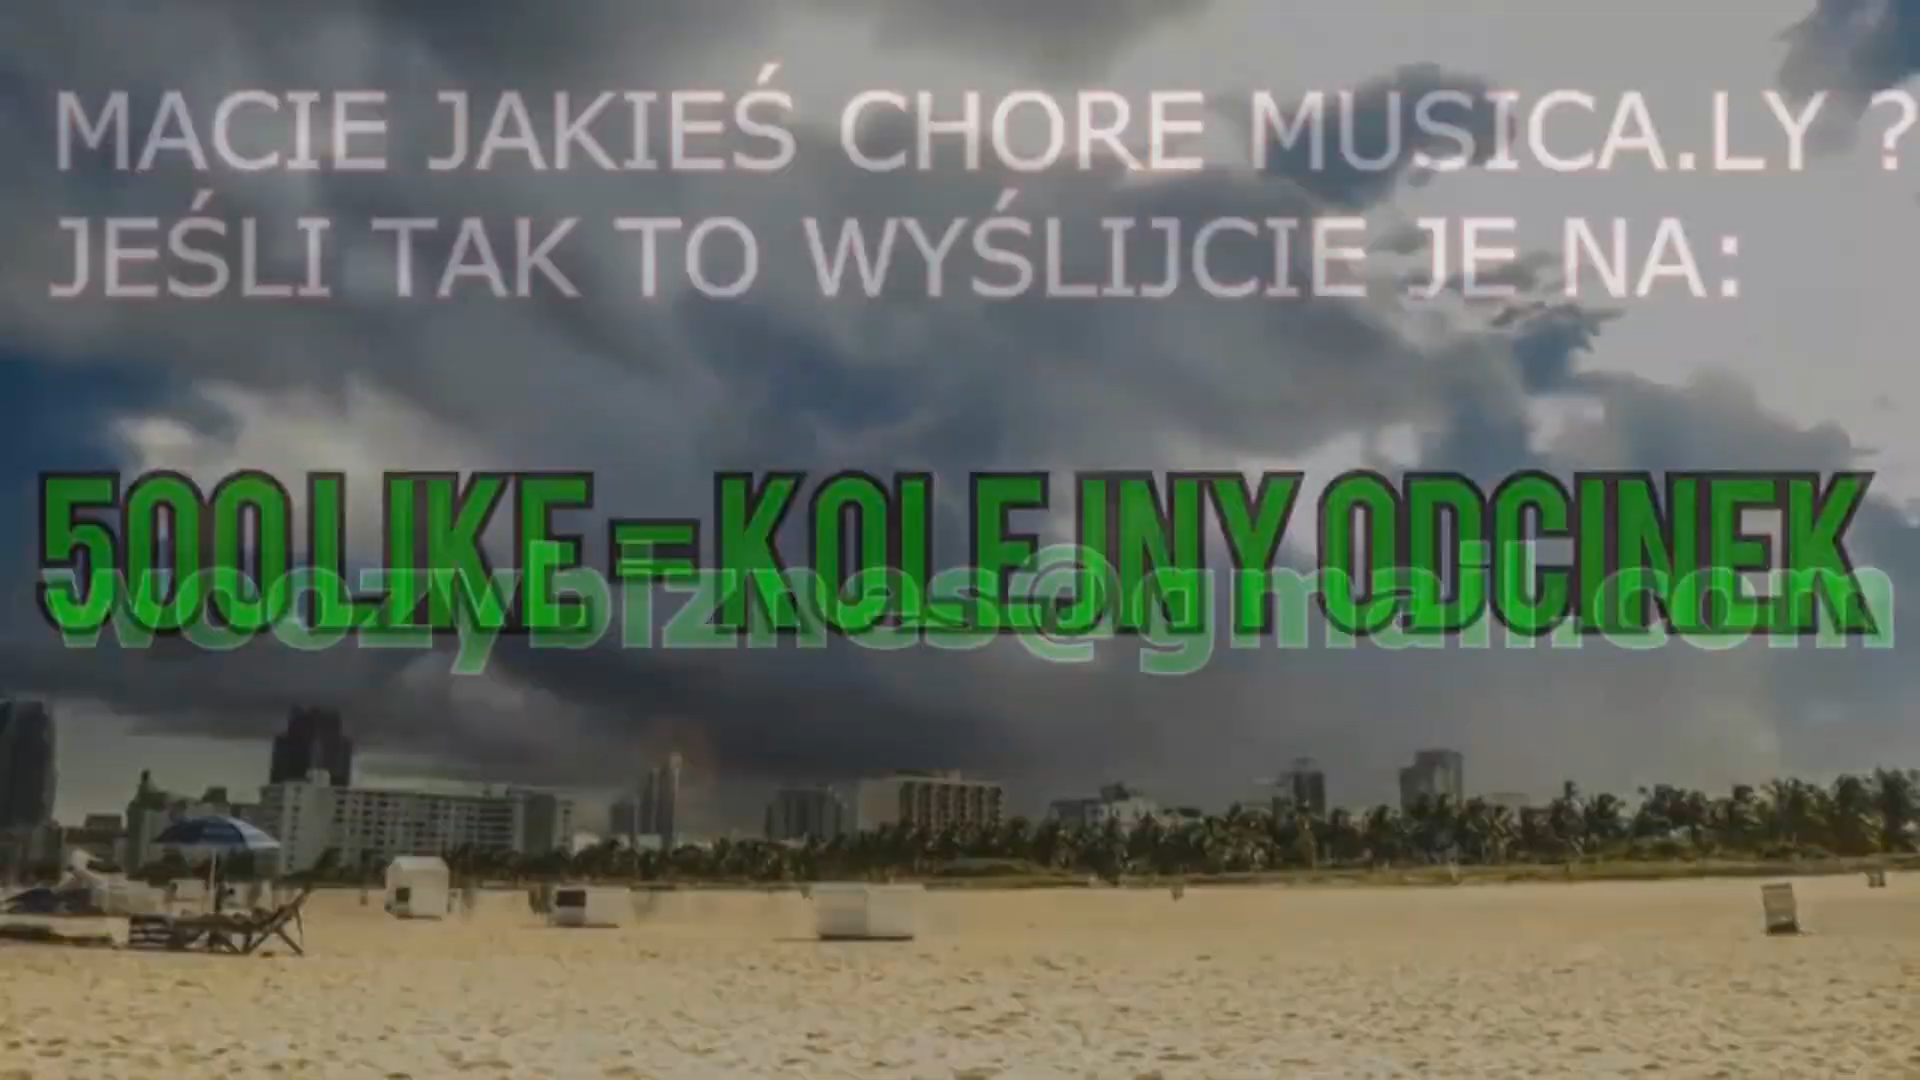 MACIE JAKIEŚ CHORE MUSICA.LY ?
JEŚLI TAK TO WYŚLIJCIE JE NA:
500 LIKE = KOLEJNY ODCINEK
woozybiznes@gmail.com